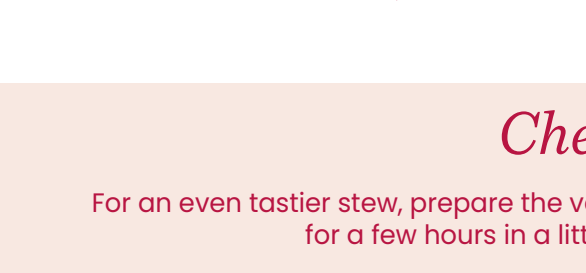 Che
For an even tastier stew, prepare the v
for a few hours in a litt